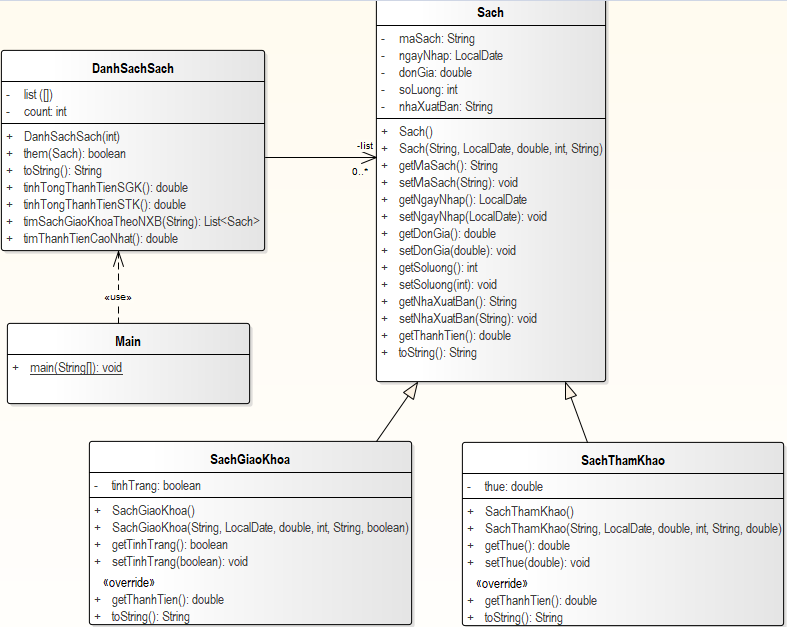 DanhSachSach
- list ([])
- count: int
+ DanhSachSach(int)
+ them(Sach): boolean
+ toString(): String
+ tinhTongThanhTienSGK(): double
+ tinhTongThanhTienSTK(): double
+ timSachGiaoKhoaTheoNXB(String): List<Sach>
+ timThanhTienCaoNhat(): double
-list
0..*
Sach
- maSach: String
- ngayNhap: LocalDate
- donGia: double
- soLuong: int
- nhaXuatBan: String
+ Sach()
+ Sach(String, LocalDate, double, int, String)
+ getMaSach(): String
+ setMaSach(String): void
+ getNgayNhap(): LocalDate
+ setNgayNhap(LocalDate): void
+ getDonGia(): double
+ setDonGia(double): void
+ getSoluong(): int
+ setSoluong(int): void
+ getNhaXuatBan(): String
+ setNhaXuatBan(String): void
+ getThanhTien(): double
+ toString(): String
«use»
Main
+ main(String[]): void
SachGiaoKhoa
- tinhTrang: boolean
+ SachGiaoKhoa()
+ SachGiaoKhoa(String, LocalDate, double, int, String, boolean)
+ getTinhTrang(): boolean
+ setTinhTrang(boolean): void
«override»
+ getThanhTien(): double
+ toString(): String
SachThamKhao
- thue: double
+ SachThamKhao()
+ SachThamKhao(String, LocalDate, double, int, String, double)
+ getThue(): double
+ setThue(double): void
«override»
+ getThanhTien(): double
+ toString(): String